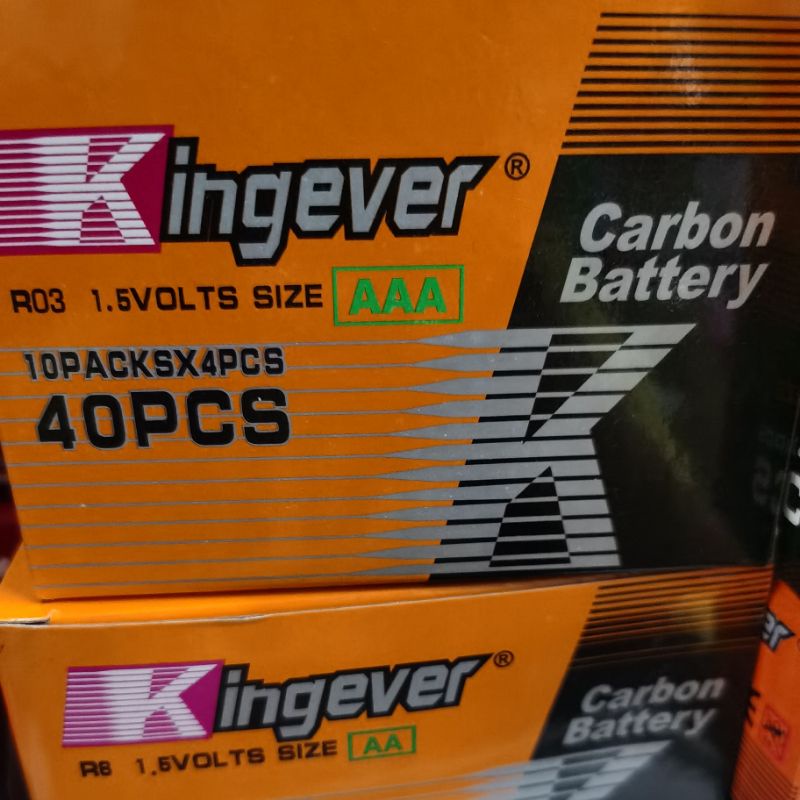 Kingever®
Carbon
Battery
R03 1.5VOLTS SIZE AAA
10PACKSX4PCS
40PCS
Kingever®
Carbon
Battery
R6 1.5VOLTS SIZE AA